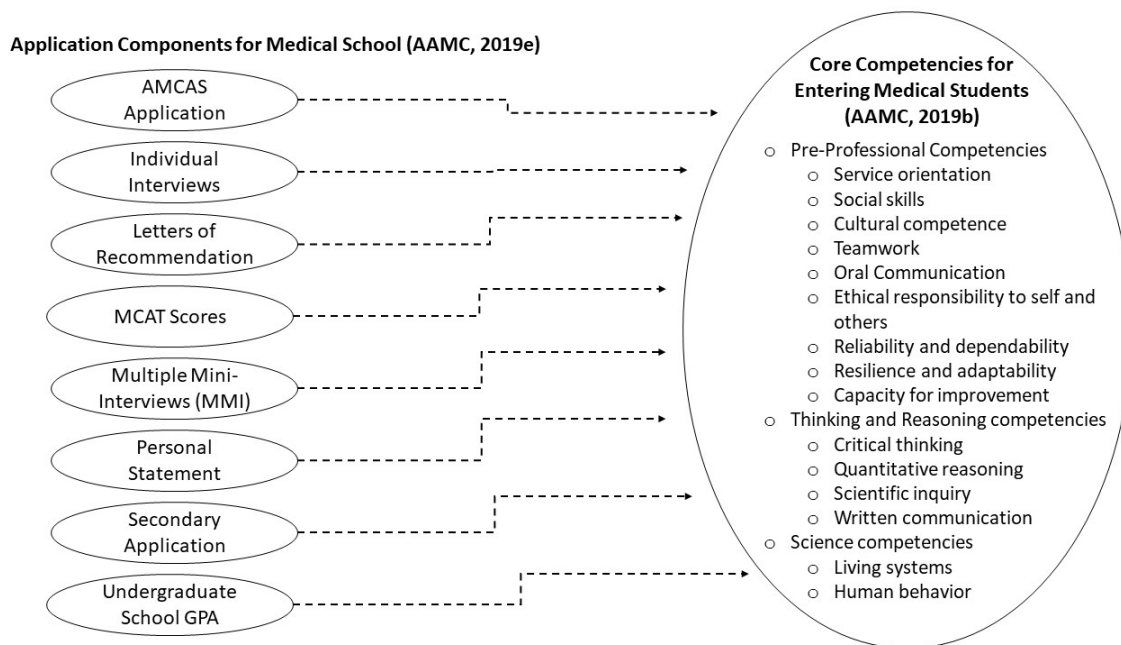 Application Components for Medical School (AAMC, 2019e)
AMCAS
Application
Individual
Interviews
Letters of
Recommendation
MCAT Scores
Multiple Mini-
Interviews (MMI)
Personal
Statement
Secondary
Application
Undergraduate
School GPA
Core Competencies for
Entering Medical Students
(AAMC, 2019b)
o Pre-Professional Competencies
o Service orientation
o Social skills
o Cultural competence
o Teamwork
o Oral Communication
o Ethical responsibility to self and
others
o Reliability and dependability
o Resilience and adaptability
o Capacity for improvement
o Thinking and Reasoning competencies
o Critical thinking
o Quantitative reasoning
o Scientific inquiry
o Written communication
o Science competencies
o Living systems
o Human behavior